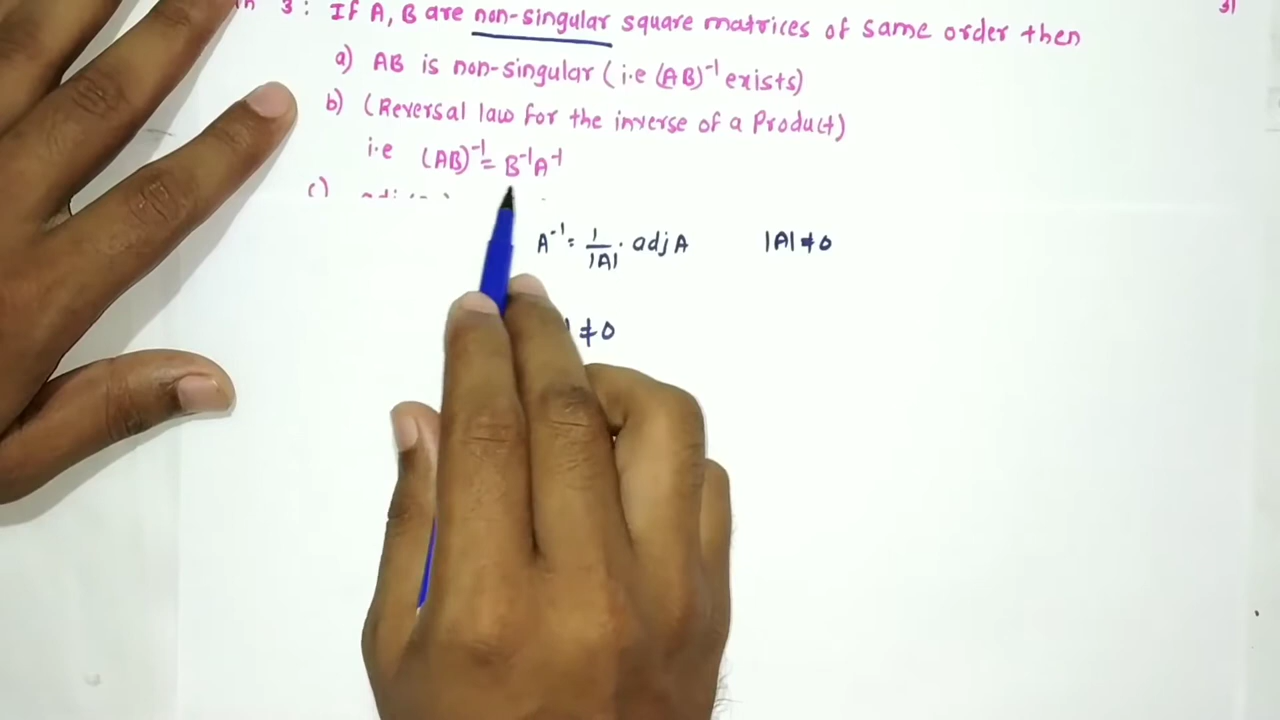 3: If A, B are non-singular square matrices of same order then
31
a) AB is non-singular (i.e (AB)⁻¹ exists)
b) (Reversal law for the inverse of a Product)
i.e (AB)⁻¹ = B⁻¹A⁻¹
c)
A⁻¹ = 1/|A| · adj A |A| ≠ 0
≠ 0